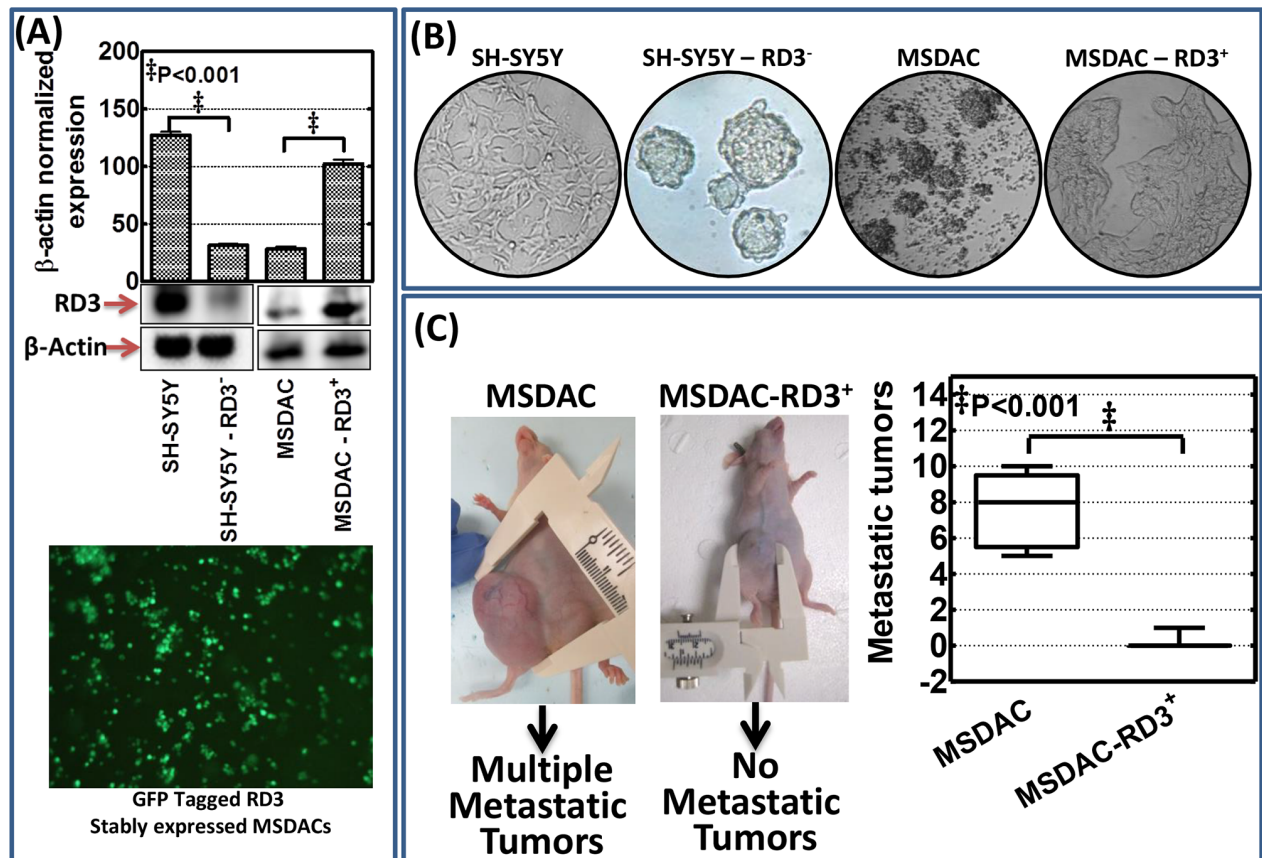 (A)
200
150
100
50
0
β-actin normalized
expression
‡P<0.001
‡
‡
RD3
β-Actin
SH-SY5Y
SH-SY5Y - RD3⁻
MSDAC
MSDAC - RD3⁺
GFP Tagged RD3
Stably expressed MSDACs
(B)
SH-SY5Y
SH-SY5Y – RD3⁻
MSDAC
MSDAC – RD3⁺
(C)
MSDAC
Multiple
Metastatic
Tumors
MSDAC-RD3⁺
No
Metastatic
Tumors
Metastatic tumors
14
12
10
8
6
4
2
0
-2
‡P<0.001
‡
MSDAC
MSDAC-RD3⁺